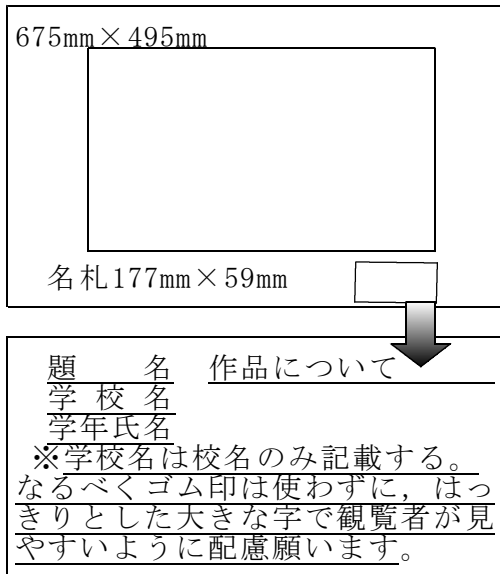 675mm×495mm
名札177mm×59mm
題　　名　作品について
学 校 名
学年氏名
※学校名は校名のみ記載する。
なるべくゴム印は使わずに，はっ
きりとした大きな字で観覧者が見
やすいように配慮願います。